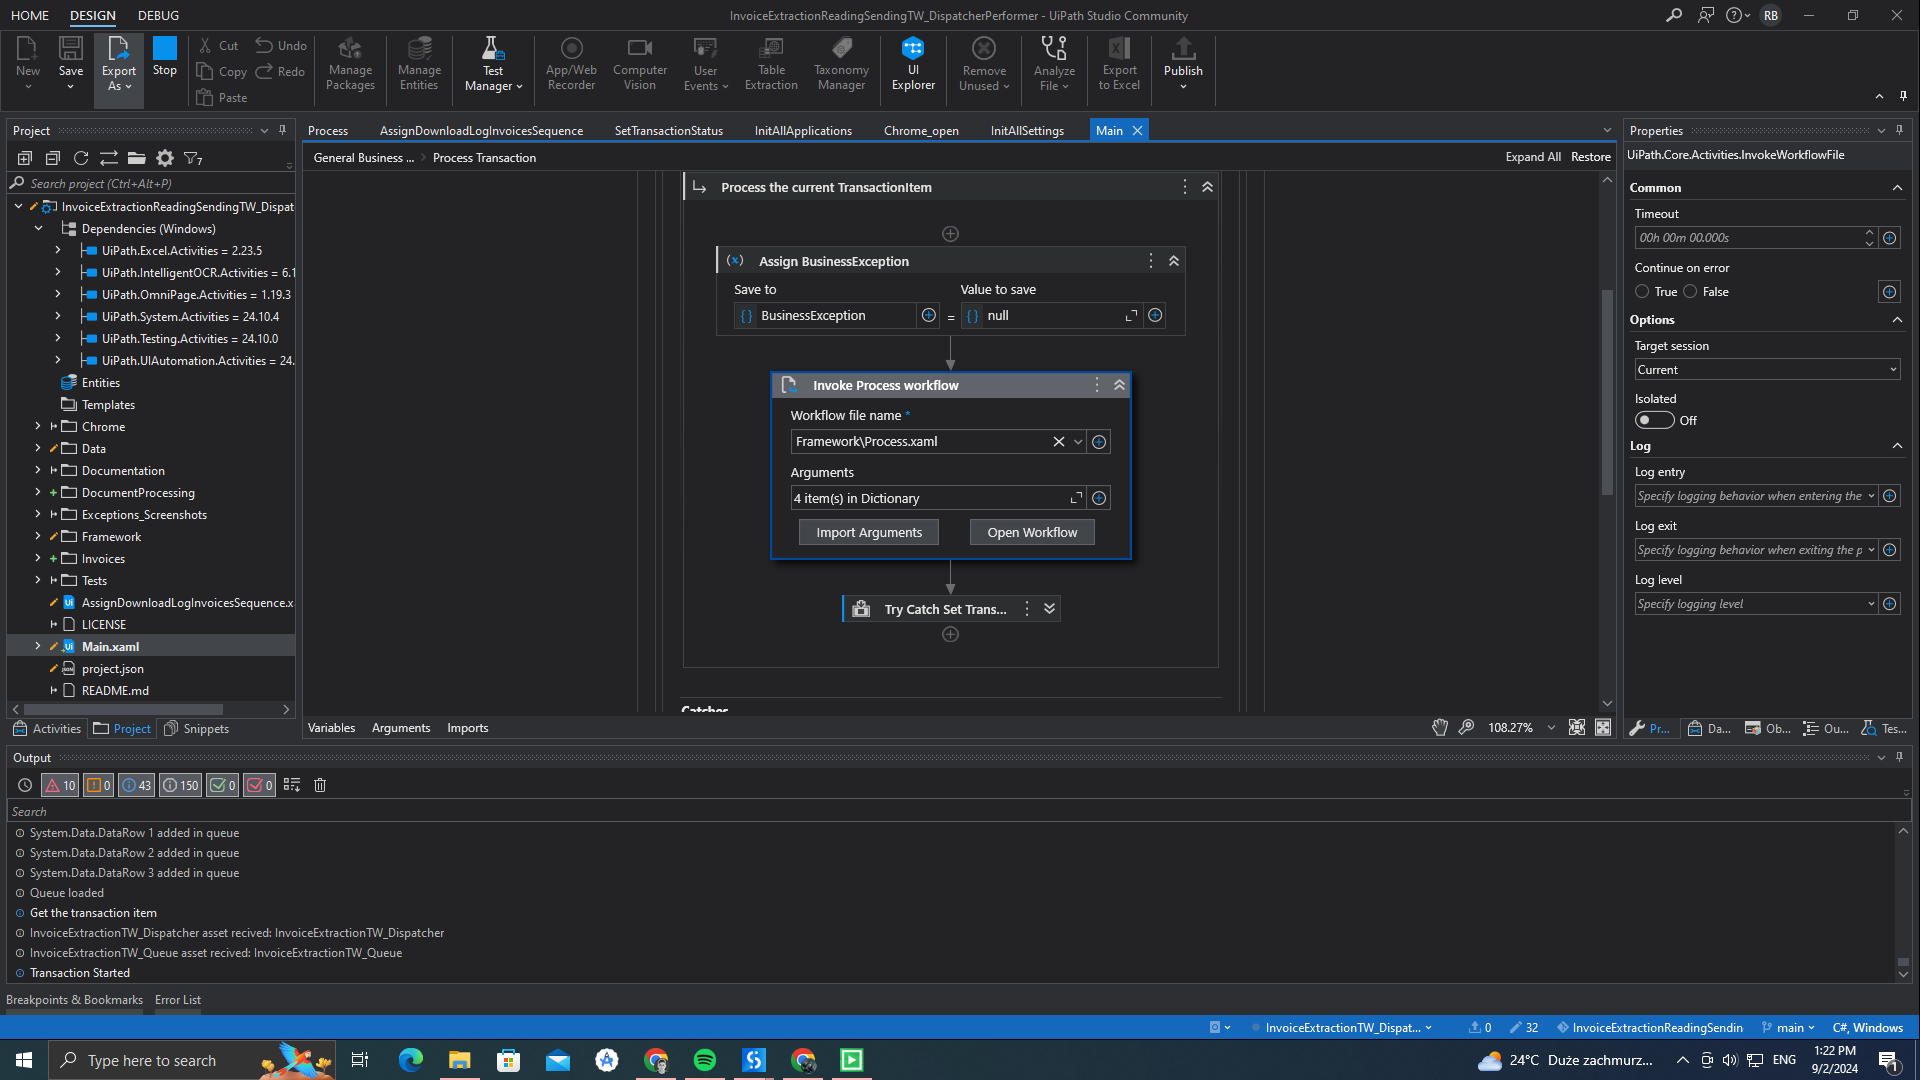 HOME DESIGN DEBUG
InvoiceExtractionReadingSendingTW_DispatcherPerformer - UiPath Studio Community
RB
New
Save
Export As
Stop
Cut
Copy
Paste
Undo
Redo
Manage Packages
Manage Entities
Test Manager
App/Web Recorder
Computer Vision
User Events
Table Extraction
Taxonomy Manager
UI Explorer
Remove Unused
Analyze File
Export to Excel
Publish
Project
Search project (Ctrl+Alt+P)
InvoiceExtractionReadingSendingTW_Dispat
Dependencies (Windows)
UiPath.Excel.Activities = 2.23.5
UiPath.IntelligentOCR.Activities = 6.1
UiPath.OmniPage.Activities = 1.19.3
UiPath.System.Activities = 24.10.4
UiPath.Testing.Activities = 24.10.0
UiPath.UIAutomation.Activities = 24.
Entities
Templates
Chrome
Data
Documentation
DocumentProcessing
Exceptions_Screenshots
Framework
Invoices
Tests
AssignDownloadLogInvoicesSequence.x
LICENSE
Main.xaml
project.json
README.md
Activities Project Snippets
Process AssignDownloadLogInvoicesSequence SetTransactionStatus InitAllApplications Chrome_open InitAllSettings Main
General Business ... Process Transaction
Expand All Restore
Process the current TransactionItem
Assign BusinessException
Save to Value to save
BusinessException = null
Invoke Process workflow
Workflow file name *
Framework\Process.xaml
Arguments
4 item(s) in Dictionary
Import Arguments Open Workflow
Try Catch Set Trans...
Catches
Variables Arguments Imports
108.27%
Properties
UiPath.Core.Activities.InvokeWorkflowFile
Common
Timeout
00h 00m 00.000s
Continue on error
True False
Options
Target session
Current
Isolated
Off
Log
Log entry
Specify logging behavior when entering the
Log exit
Specify logging behavior when exiting the p
Log level
Specify logging level
Pr... Da... Ob... Ou... Tes...
Output
10 0 43 150 0 0
Search
System.Data.DataRow 1 added in queue
System.Data.DataRow 2 added in queue
System.Data.DataRow 3 added in queue
Queue loaded
Get the transaction item
InvoiceExtractionTW_Dispatcher asset recived: InvoiceExtractionTW_Dispatcher
InvoiceExtractionTW_Queue asset recived: InvoiceExtractionTW_Queue
Transaction Started
Breakpoints & Bookmarks Error List
InvoiceExtractionTW_Dispat... 0 32 InvoiceExtractionReadingSendin main C#, Windows
Type here to search
24°C Duże zachmurz...
ENG
1:22 PM
9/2/2024
1